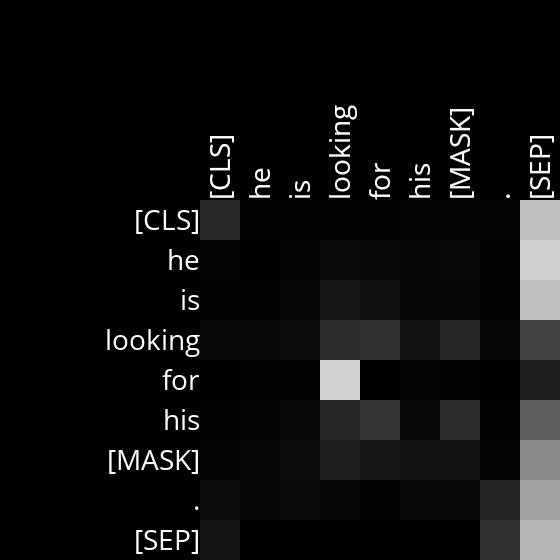 [CLS] he is looking for his [MASK] . [SEP]
[CLS]
he
is
looking
for
his
[MASK]
.
[SEP]